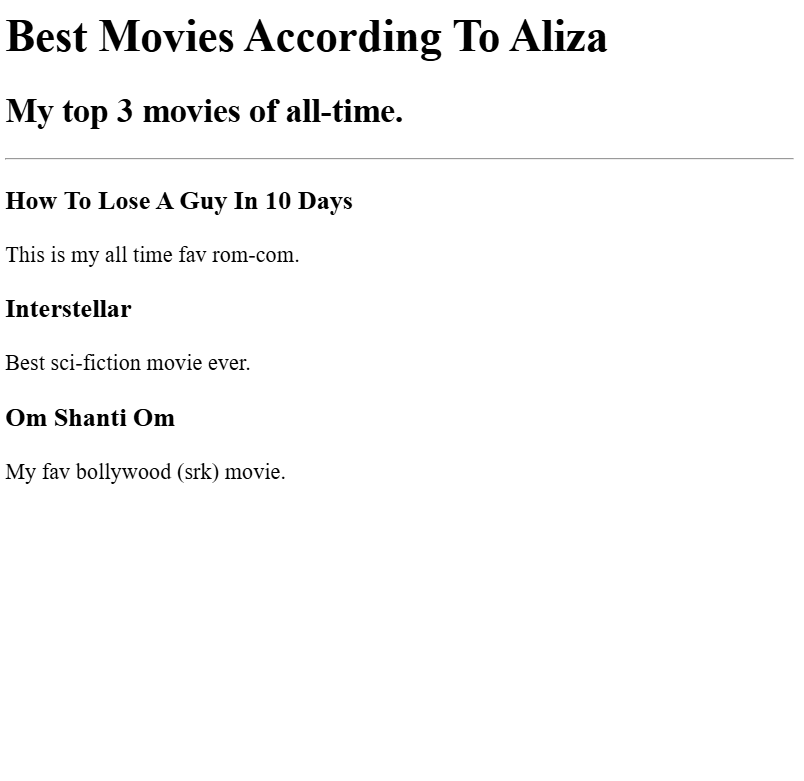 Best Movies According To Aliza
My top 3 movies of all-time.
How To Lose A Guy In 10 Days
This is my all time fav rom-com.
Interstellar
Best sci-fiction movie ever.
Om Shanti Om
My fav bollywood (srk) movie.